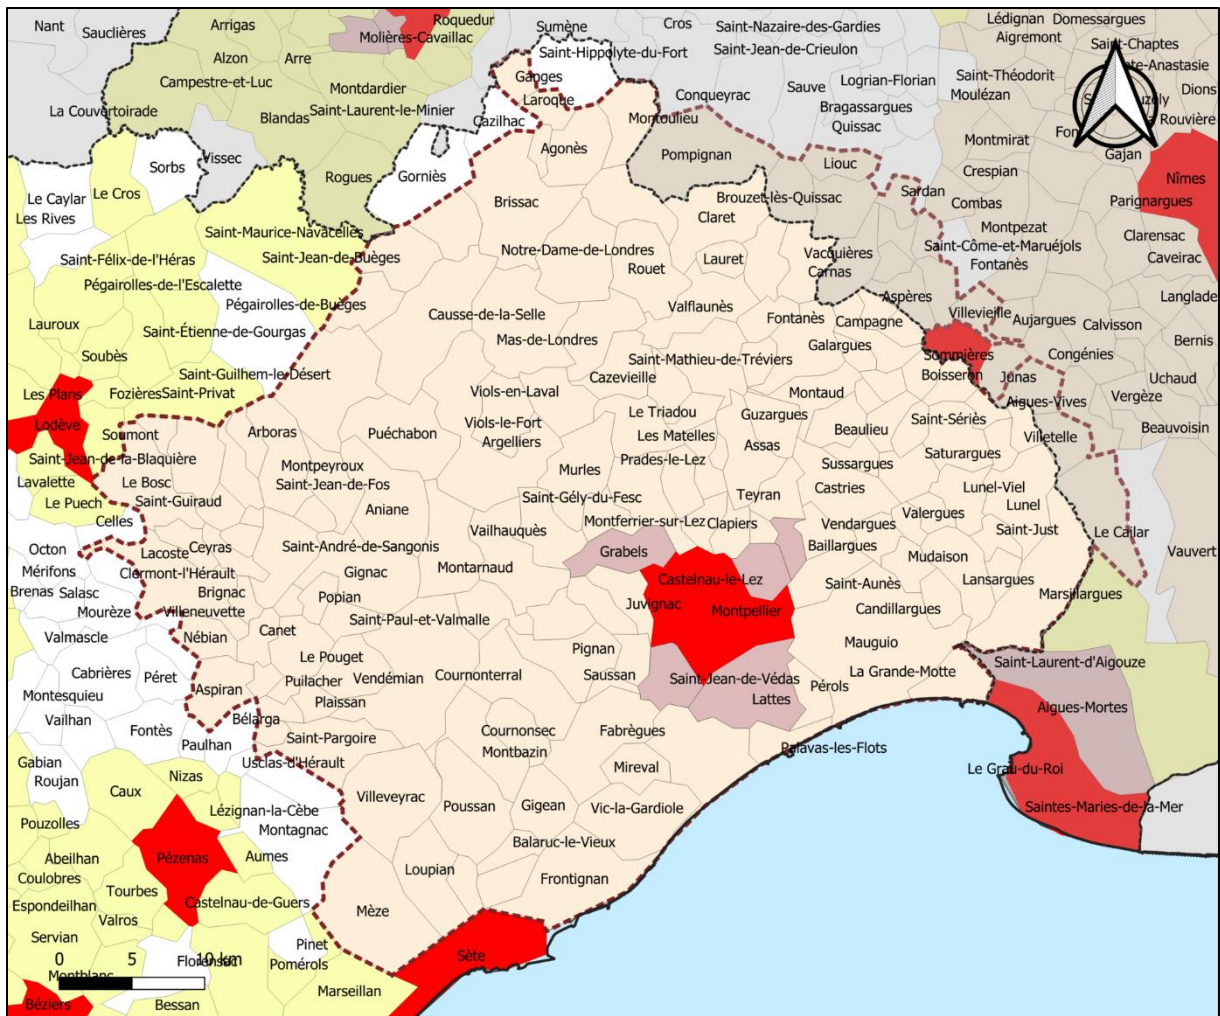 Nant
Sauclières
Arrigas
Roquedur
Sumène
Cros
Saint-Nazaire-des-Gardies
Lédignan
Domessargues
Molières-Cavaillac
Aigremont
Saint-Hippolyte-du-Fort
Saint-Jean-de-Crieulon
Saint-Chaptes
Alzon
Arre
Ganges
Logrian-Florian
Saint-Théodorit
Campestre-et-Luc
Montdardier
Sauve
Moulézan
Dions
La Couvertoirade
Saint-Laurent-le-Minier
Laroque
Conqueyrac
Bragassargues
Blandas
Cazilhac
Montoulieu
Quissac
Montmirat
Agonès
Pompignan
Liouc
Gajan
Sorbs
Vissec
Rogues
Gorniès
Crespian
Nîmes
Le Caylar
Le Cros
Brissac
Brouzet-lès-Quissac
Sardan
Combas
Parignargues
Les Rives
Claret
Saint-Maurice-Navacelles
Montpezat
Clarensac
Saint-Jean-de-Buèges
Notre-Dame-de-Londres
Lauret
Vacquières
Saint-Côme-et-Maruéjols
Caveirac
Saint-Félix-de-l'Héras
Rouet
Carnas
Fontanès
Pégairolles-de-l'Escalette
Aspères
Langlade
Pégairolles-de-Buèges
Causse-de-la-Selle
Valflaunès
Fontanès
Campagne
Villevieille
Aujargues
Calvisson
Lauroux
Saint-Étienne-de-Gourgas
Mas-de-Londres
Galargues
Bernis
Soubès
Saint-Mathieu-de-Tréviers
Sommières
Congénies
Saint-Guilhem-le-Désert
Cazevieille
Boisseron
Junas
Uchaud
Les Plans
Fozières
Saint-Privat
Viols-en-Laval
Montaud
Aigues-Vives
Vergèze
Lodève
Le Triadou
Guzargues
Saint-Sériès
Soumont
Arboras
Puéchabon
Viols-le-Fort
Les Matelles
Assas
Beaulieu
Villetelle
Beauvoisin
Argelliers
Saint-Jean-de-la-Blaquière
Montpeyroux
Murles
Prades-le-Lez
Sussargues
Saturargues
Lavalette
Le Bosc
Saint-Jean-de-Fos
Castries
Lunel-Viel
Le Puech
Saint-Guiraud
Aniane
Saint-Gély-du-Fesc
Teyran
Valergues
Lunel
Celles
Vailhauquès
Montferrier-sur-Lez
Clapiers
Vendargues
Saint-Just
Le Cailar
Octon
Lacoste
Ceyras
Saint-André-de-Sangonis
Grabels
Baillargues
Vauvert
Mérifons
Clermont-l'Hérault
Gignac
Montarnaud
Castelnau-le-Lez
Mudaison
Brenas
Salasc
Brignac
Popian
Juvignac
Montpellier
Saint-Aunès
Lansargues
Marsillargues
Mourèze
Villeneuvette
Saint-Paul-et-Valmalle
Candillargues
Valmascle
Nébian
Canet
Pignan
Mauguio
Cabrières
Péret
Le Pouget
Cournonterral
Saussan
Saint-Jean-de-Védas
La Grande-Motte
Saint-Laurent-d'Aigouze
Montesquieu
Aspiran
Puilacher
Vendémian
Lattes
Pérols
Vailhan
Bélarga
Plaissan
Aigues-Mortes
Fontès
Paulhan
Saint-Pargoire
Cournonsec
Fabrègues
Palavas-les-Flots
Gabian
Usclas-d'Hérault
Montbazin
Mireval
Le Grau-du-Roi
Roujan
Nizas
Caux
Lézignan-la-Cèbe
Villeveyrac
Poussan
Gigean
Vic-la-Gardiole
Saintes-Maries-de-la-Mer
Pouzolles
Montagnac
Balaruc-le-Vieux
Abeilhan
Pézenas
Aumes
Loupian
Frontignan
Coulobres
Tourbes
Espondeilhan
Valros
Castelnau-de-Guers
Mèze
Servian
Pinet
Sète
0 5 10 km
Florensac
Pomérols
Montblanc
Marseillan
Béziers
Bessan